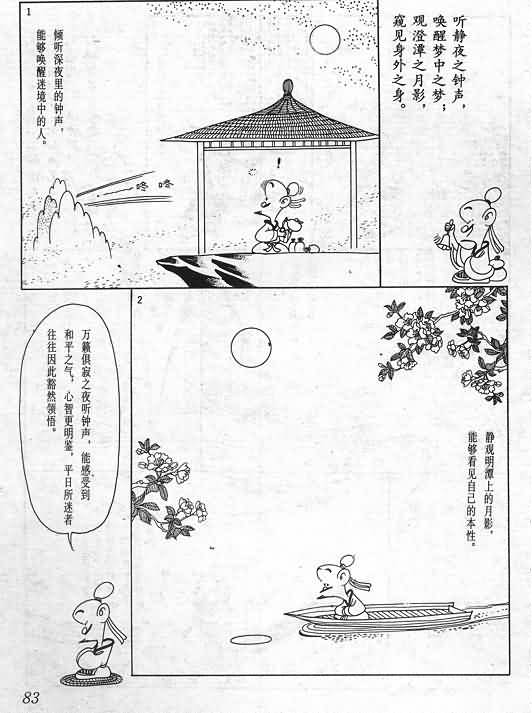 听静夜之钟声，
唤醒梦中之梦；
观澄潭之月影，
窥见身外之身。
1
倾听深夜里的钟声，
能够唤醒迷境中的人。
咚 咚
！
2
静观明潭上的月影，
能够看见自己的本性。
万籁俱寂之夜听钟声，能感受到
和平之气，心智更明鉴，平日所迷者
往往因此豁然领悟。
83